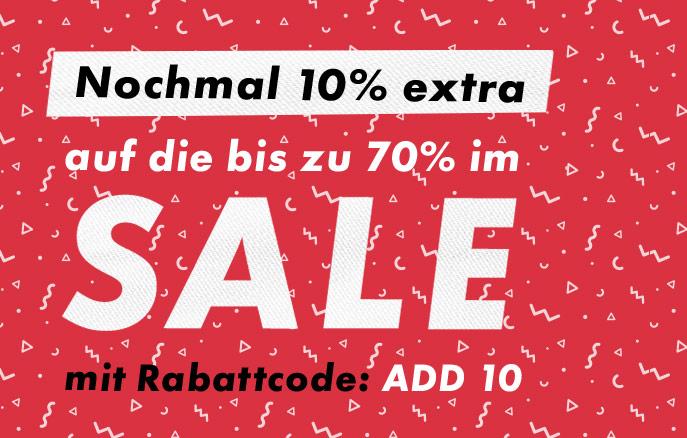 Nochmal 10% extra
auf die bis zu 70% im
SALE
mit Rabattcode: ADD 10